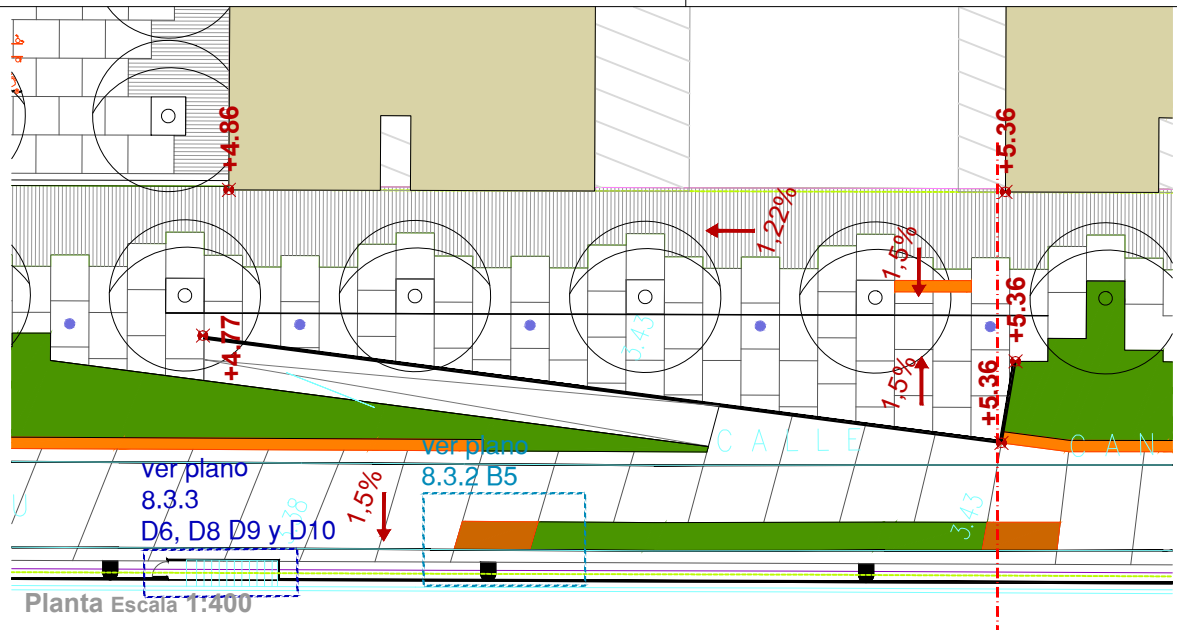 +4.86
+5.36
1,22%
1,5%
+5.36
+4.77
3.43
1,5%
+5.36
CALLE
CAN
ver plano
8.3.2 B5
ver plano
8.3.3
D6, D8 D9 y D10
1,5%
3.38
3.43
U
Planta Escala 1:400